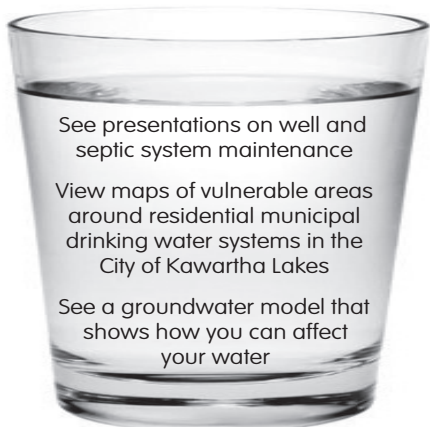 See presentations on well and
septic system maintenance
View maps of vulnerable areas
around residential municipal
drinking water systems in the
City of Kawartha Lakes
See a groundwater model that
shows how you can affect
your water